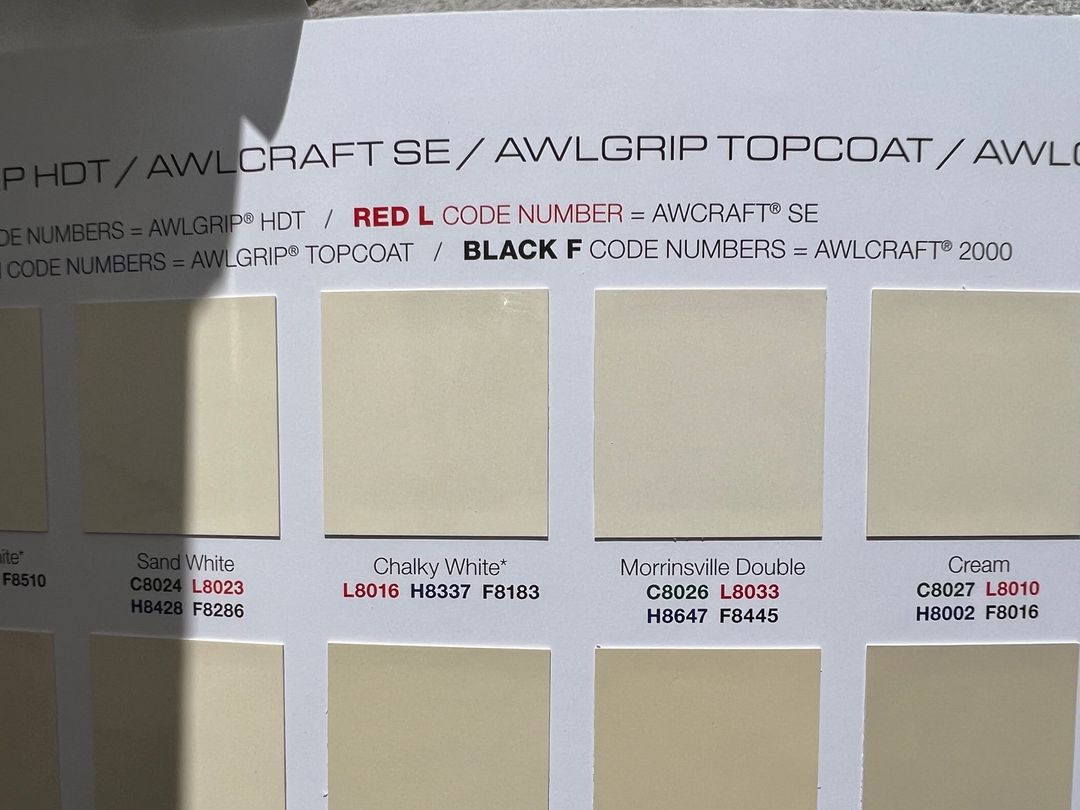 P HDT / AWLCRAFT SE / AWLGRIP TOPCOAT / AWLC
DE NUMBERS = AWLGRIP® HDT / RED L CODE NUMBER = AWCRAFT® SE
CODE NUMBERS = AWLGRIP® TOPCOAT / BLACK F CODE NUMBERS = AWLCRAFT® 2000
ite*
F8510
Sand White
C8024 L8023
H8428 F8286
Chalky White*
L8016 H8337 F8183
Morrinsville Double
C8026 L8033
H8647 F8445
Cream
C8027 L8010
H8002 F8016